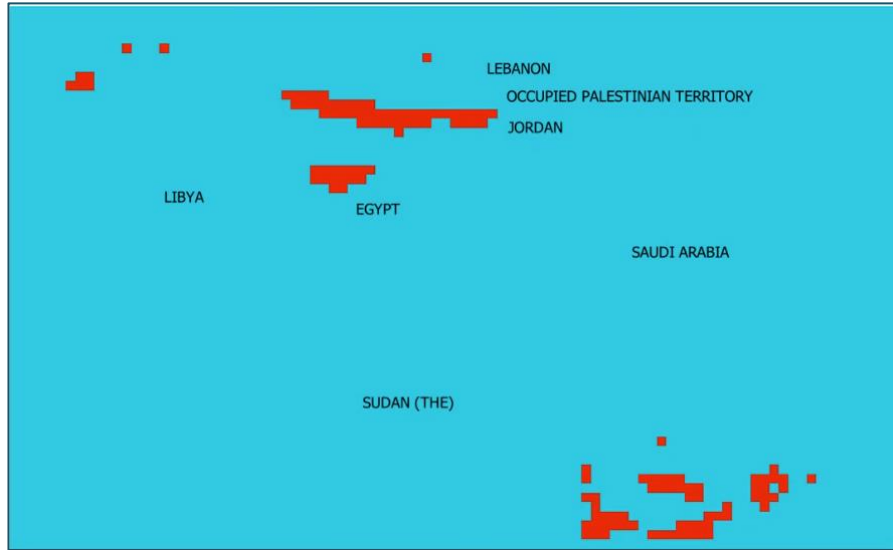 LEBANON
OCCUPIED PALESTINIAN TERRITORY
JORDAN
LIBYA
EGYPT
SAUDI ARABIA
SUDAN (THE)